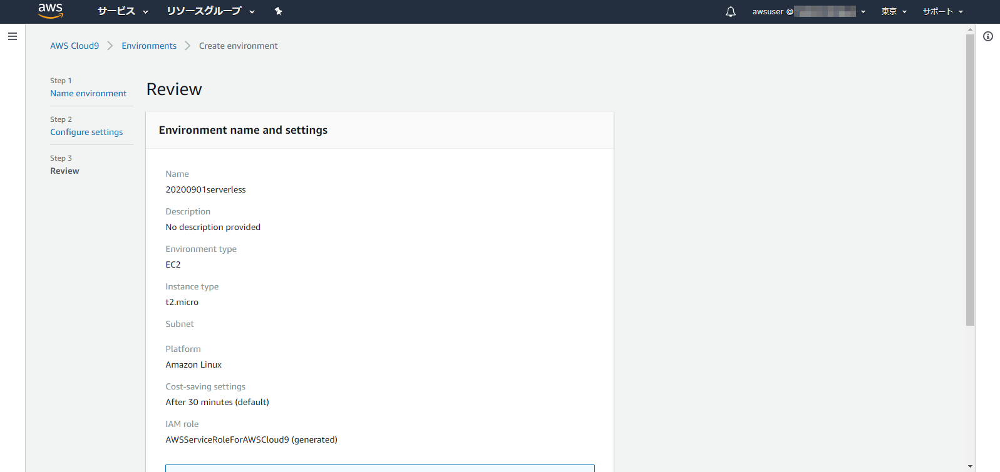 aws サービス リソースグループ awsuser @ 東京 サポート
AWS Cloud9 Environments Create environment
Step 1
Name environment
Step 2
Configure settings
Step 3
Review
Review
Environment name and settings
Name
20200901serverless
Description
No description provided
Environment type
EC2
Instance type
t2.micro
Subnet
Platform
Amazon Linux
Cost-saving settings
After 30 minutes (default)
IAM role
AWSServiceRoleForAWSCloud9 (generated)